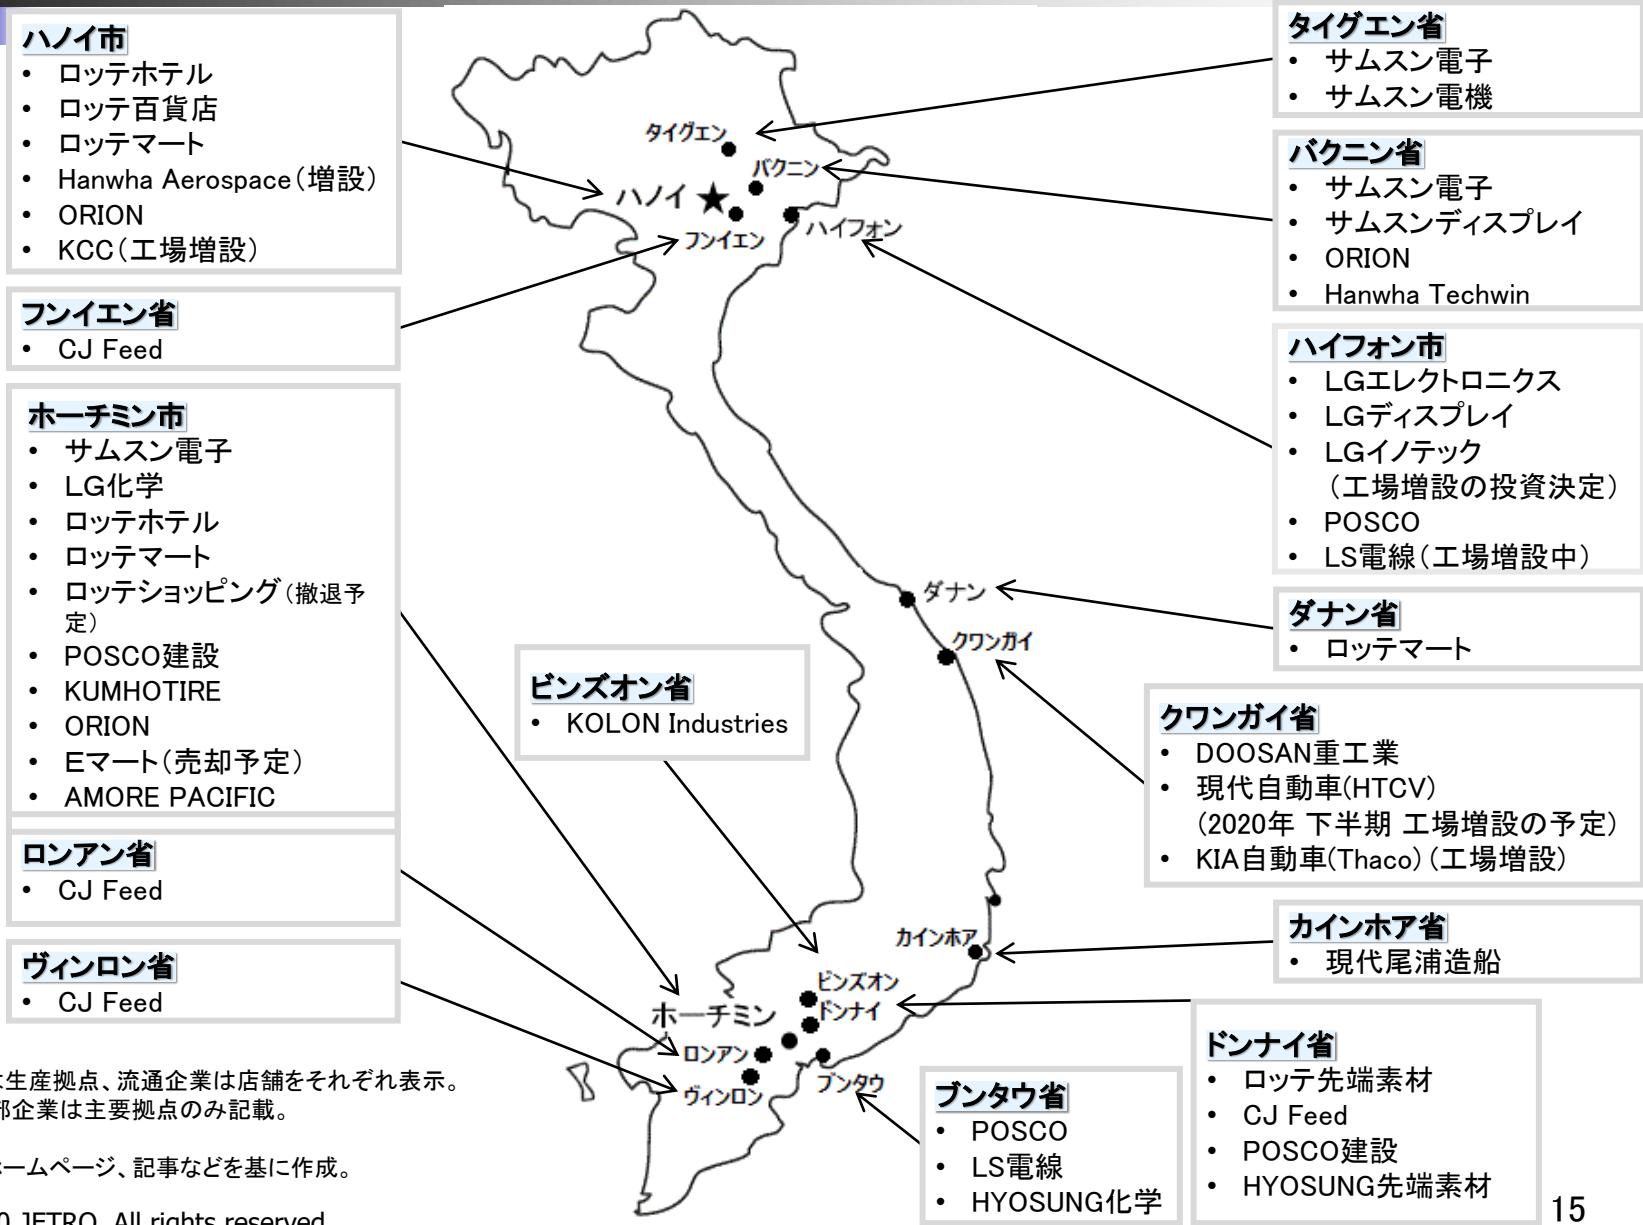 ハノイ市
• ロッテホテル
• ロッテ百貨店
• ロッテマート
• Hanwha Aerospace（増設）
• ORION
• KCC（工場増設）
フンイエン省
• CJ Feed
ホーチミン市
• サムスン電子
• LG化学
• ロッテホテル
• ロッテマート
• ロッテショッピング（撤退予
定）
• POSCO建設
• KUMHOTIRE
• ORION
• Eマート（売却予定）
• AMORE PACIFIC
ロンアン省
• CJ Feed
ヴィンロン省
• CJ Feed
ビンズオン省
• KOLON Industries
タイグエン
バクニン
ハノイ
フンイエン
ハイフォン
ダナン
クワンガイ
カインホア
ビンズオン
ドンナイ
ホーチミン
ロンアン
ヴィンロン
ブンタウ
タイグエン省
• サムスン電子
• サムスン電機
バクニン省
• サムスン電子
• サムスンディスプレイ
• ORION
• Hanwha Techwin
ハイフォン市
• LGエレクトロニクス
• LGディスプレイ
• LGイノテック
（工場増設の投資決定）
• POSCO
• LS電線（工場増設中）
ダナン省
• ロッテマート
クワンガイ省
• DOOSAN重工業
• 現代自動車(HTCV)
(2020年 下半期 工場増設の予定)
• KIA自動車(Thaco)(工場増設)
カインホア省
• 現代尾浦造船
ドンナイ省
• ロッテ先端素材
• CJ Feed
• POSCO建設
• HYOSUNG先端素材
ブンタウ省
• POSCO
• LS電線
• HYOSUNG化学
生産拠点、流通企業は店舗をそれぞれ表示。
企業は主要拠点のみ記載。
ホームページ、記事などを基に作成。
0 JETRO. All rights reserved
15